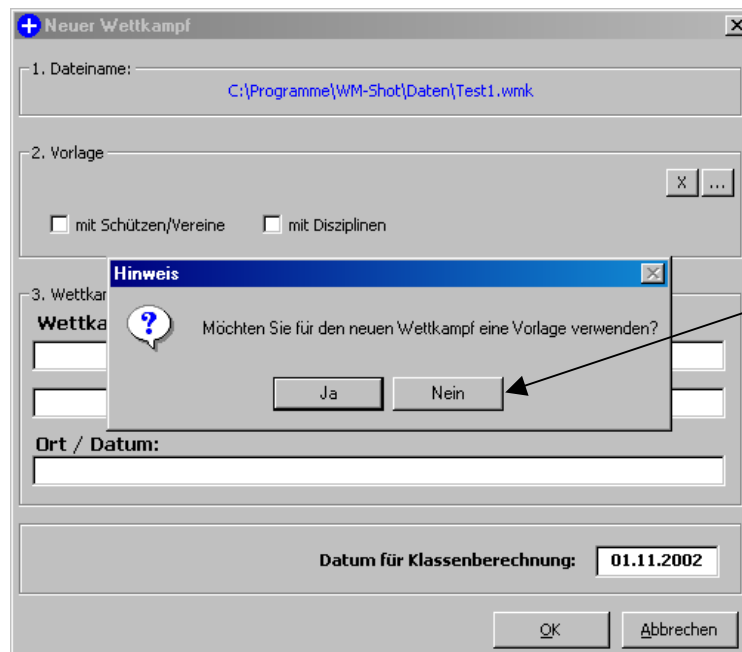 Neuer Wettkampf
1. Dateiname:
C:\Programme\WM-Shot\Daten\Test1.wmk
2. Vorlage
X ...
mit Schützen/Vereine mit Disziplinen
Hinweis
3. Wettkam
Wettka
Möchten Sie für den neuen Wettkampf eine Vorlage verwenden?
Ja Nein
Ort / Datum:
Datum für Klassenberechnung: 01.11.2002
OK Abbrechen